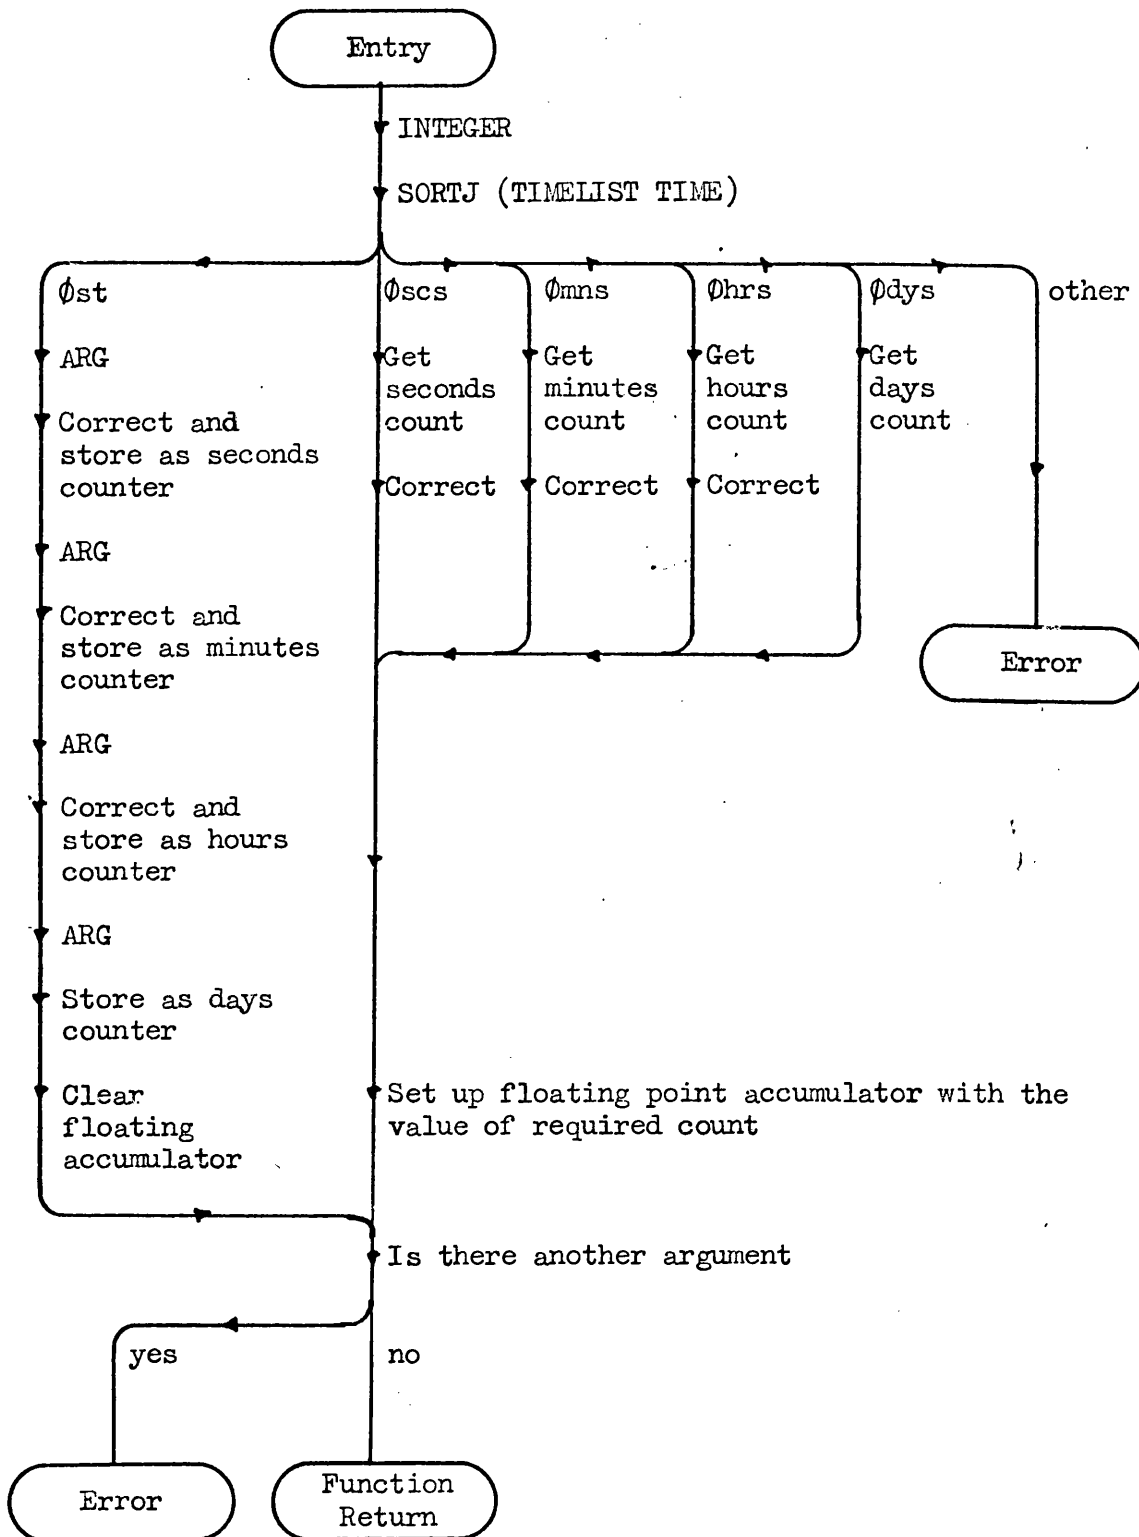 Entry
INTEGER
SORTJ (TIMELIST TIME)
Øst
ARG
Correct and
store as seconds
counter
ARG
Correct and
store as minutes
counter
ARG
Correct and
store as hours
counter
ARG
Store as days
counter
Clear
floating
accumulator
Øscs
Get
seconds
count
Correct
Ømns
Get
minutes
count
Correct
Øhrs
Get
hours
count
Correct
Ødys
Get
days
count
other
Error
Set up floating point accumulator with the
value of required count
Is there another argument
yes
no
Error
Function
Return